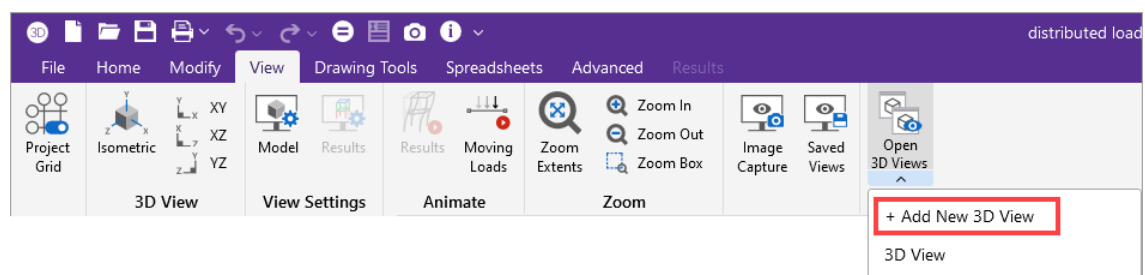 3D
distributed load
File Home Modify View Drawing Tools Spreadsheets Advanced Results
Project Grid
Y Z X Isometric
Y X XY
X Z XZ
Y Z YZ
3D View
Model Results
View Settings
Results Moving Loads
Animate
Zoom Extents
Zoom In
Zoom Out
Zoom Box
Zoom
Image Capture
Saved Views
Open 3D Views
+ Add New 3D View
3D View